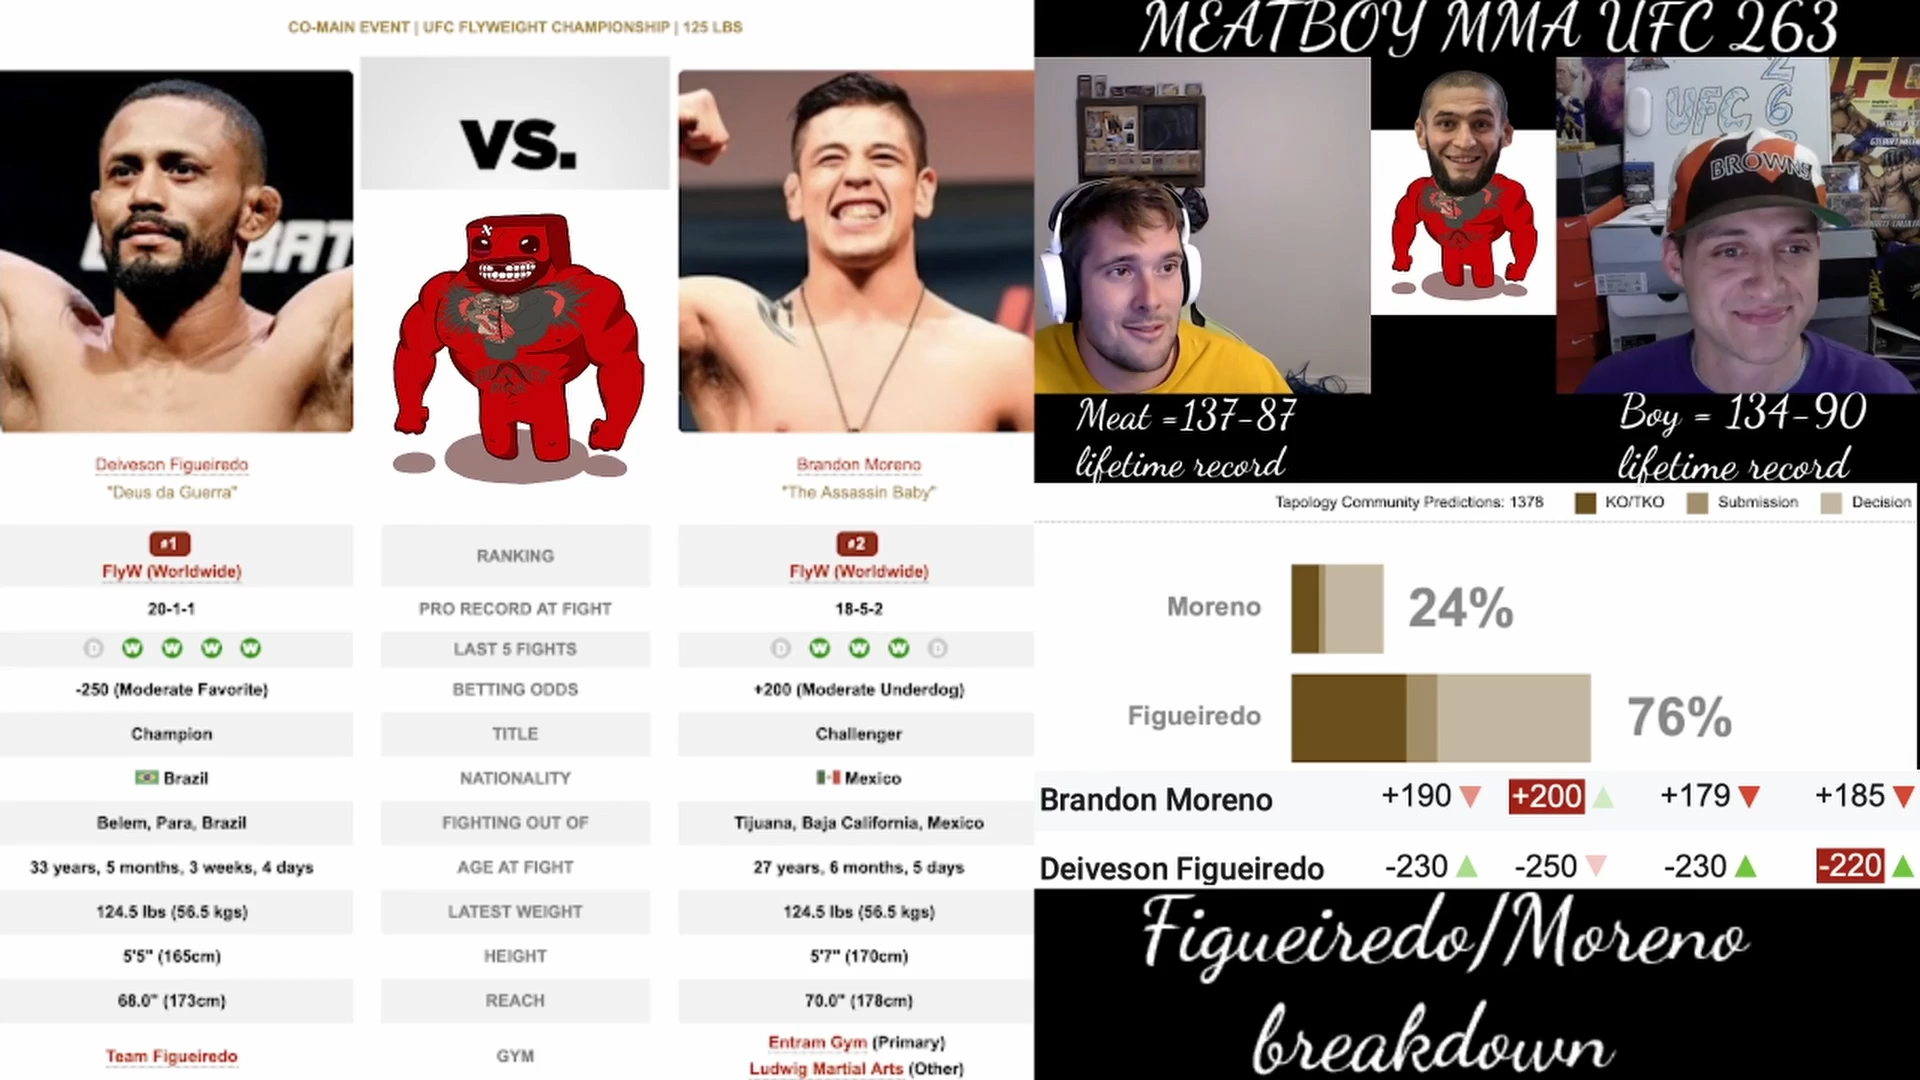 CO-MAIN EVENT | UFC FLYWEIGHT CHAMPIONSHIP | 125 LBS
VS.
Deiveson Figueiredo
"Deus da Guerra"
Brandon Moreno
"The Assassin Baby"
#1
FlyW (Worldwide)
RANKING
#2
FlyW (Worldwide)
20-1-1
PRO RECORD AT FIGHT
18-5-2
D W W W W
LAST 5 FIGHTS
D W W W D
-250 (Moderate Favorite)
BETTING ODDS
+200 (Moderate Underdog)
Champion
TITLE
Challenger
Brazil
NATIONALITY
Mexico
Belem, Para, Brazil
FIGHTING OUT OF
Tijuana, Baja California, Mexico
33 years, 5 months, 3 weeks, 4 days
AGE AT FIGHT
27 years, 6 months, 5 days
124.5 lbs (56.5 kgs)
LATEST WEIGHT
124.5 lbs (56.5 kgs)
5'5" (165cm)
HEIGHT
5'7" (170cm)
68.0" (173cm)
REACH
70.0" (178cm)
Team Figueiredo
GYM
Entram Gym (Primary)
Ludwig Martial Arts (Other)
MEATBOY MMA UFC 263
UFC
2
6
BROWNS
UFC
Meat =137-87
lifetime record
Boy = 134-90
lifetime record
Tapology Community Predictions: 1378
KO/TKO
Submission
Decision
Moreno
24%
Figueiredo
76%
Brandon Moreno +190 +200 +179 +185
Deiveson Figueiredo -230 -250 -230 -220
Figueiredo/Moreno
breakdown